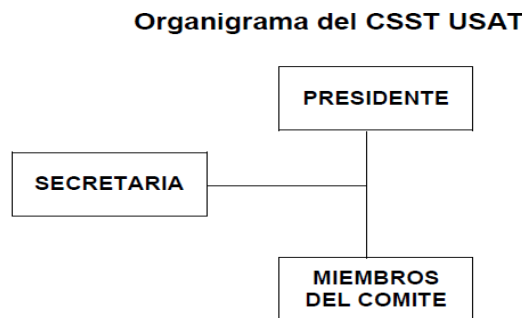 Organigrama del CSST USAT
PRESIDENTE
SECRETARIA
MIEMBROS
DEL COMITE